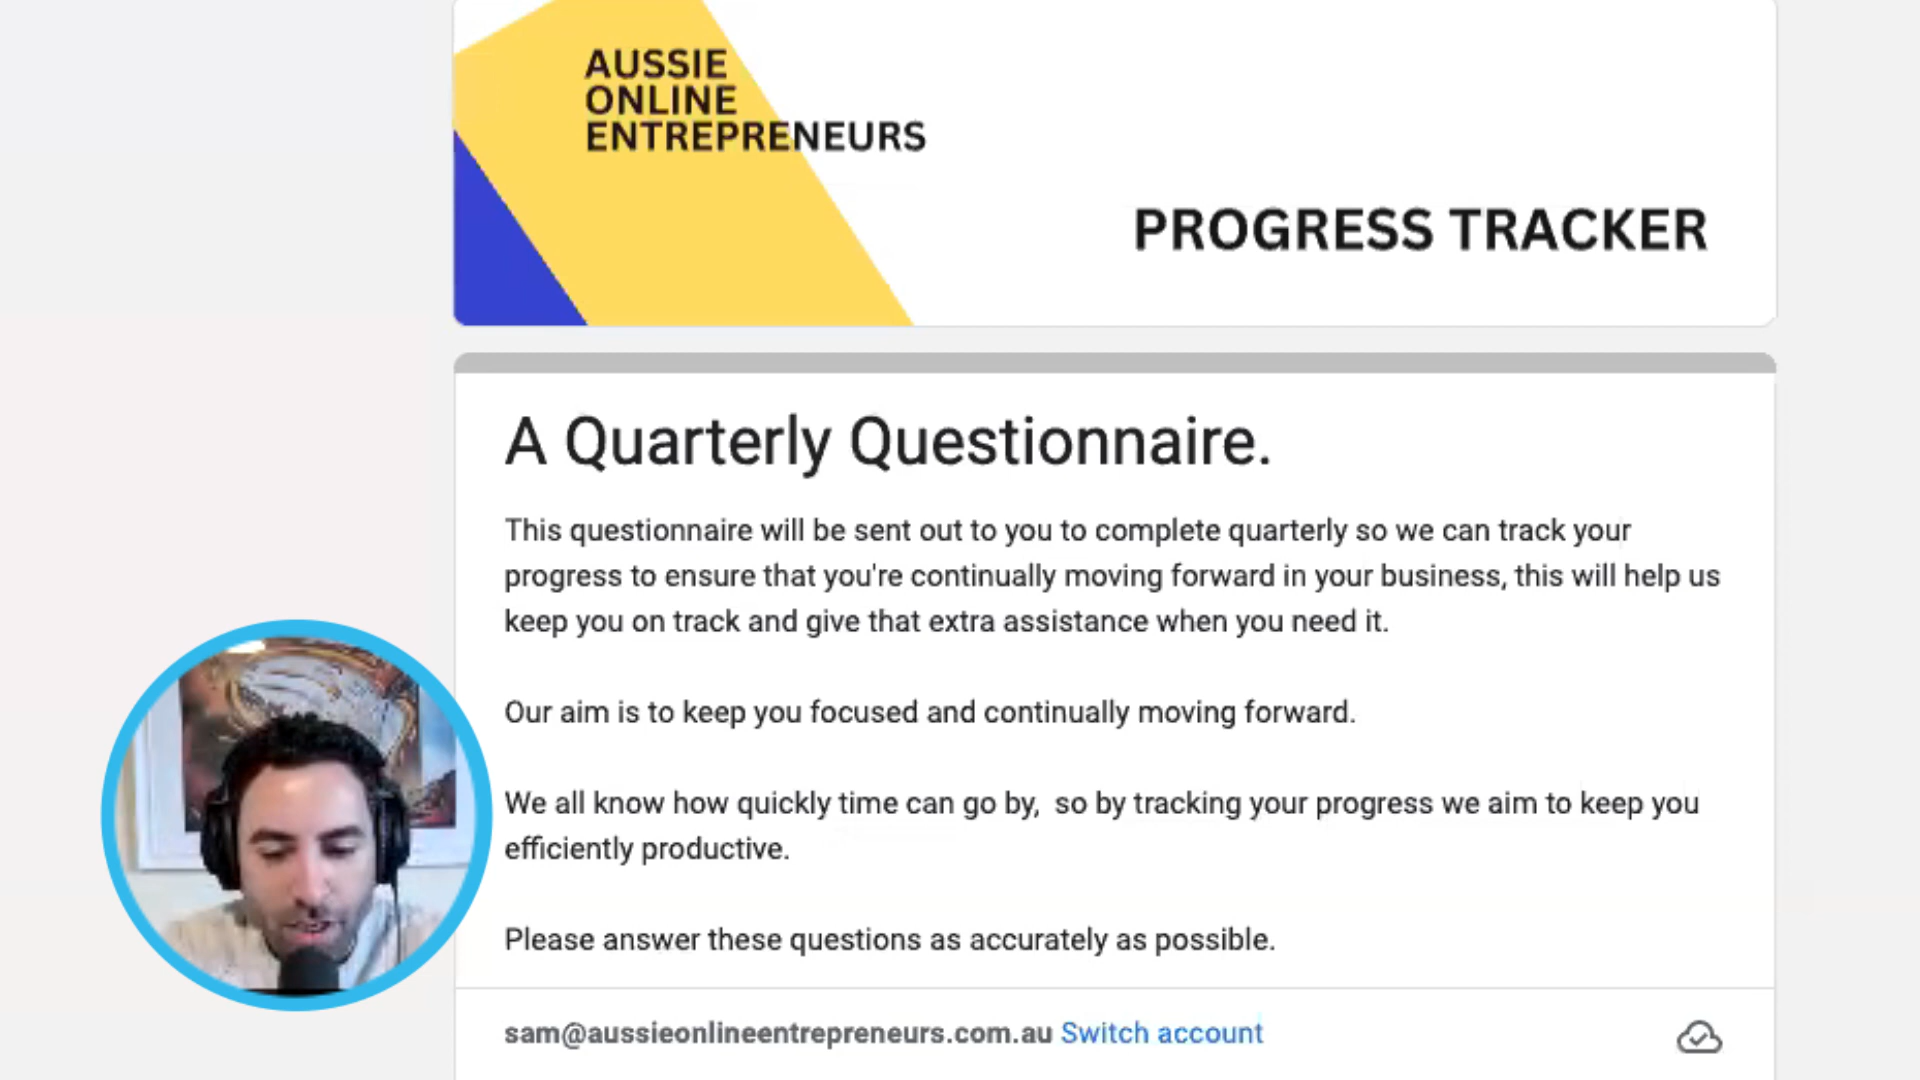 AUSSIE
ONLINE
ENTREPRENEURS
PROGRESS TRACKER
A Quarterly Questionnaire.
This questionnaire will be sent out to you to complete quarterly so we can track your
progress to ensure that you're continually moving forward in your business, this will help us
keep you on track and give that extra assistance when you need it.
Our aim is to keep you focused and continually moving forward.
We all know how quickly time can go by,  so by tracking your progress we aim to keep you
efficiently productive.
Please answer these questions as accurately as possible.
sam@aussieonlineentrepreneurs.com.au Switch account